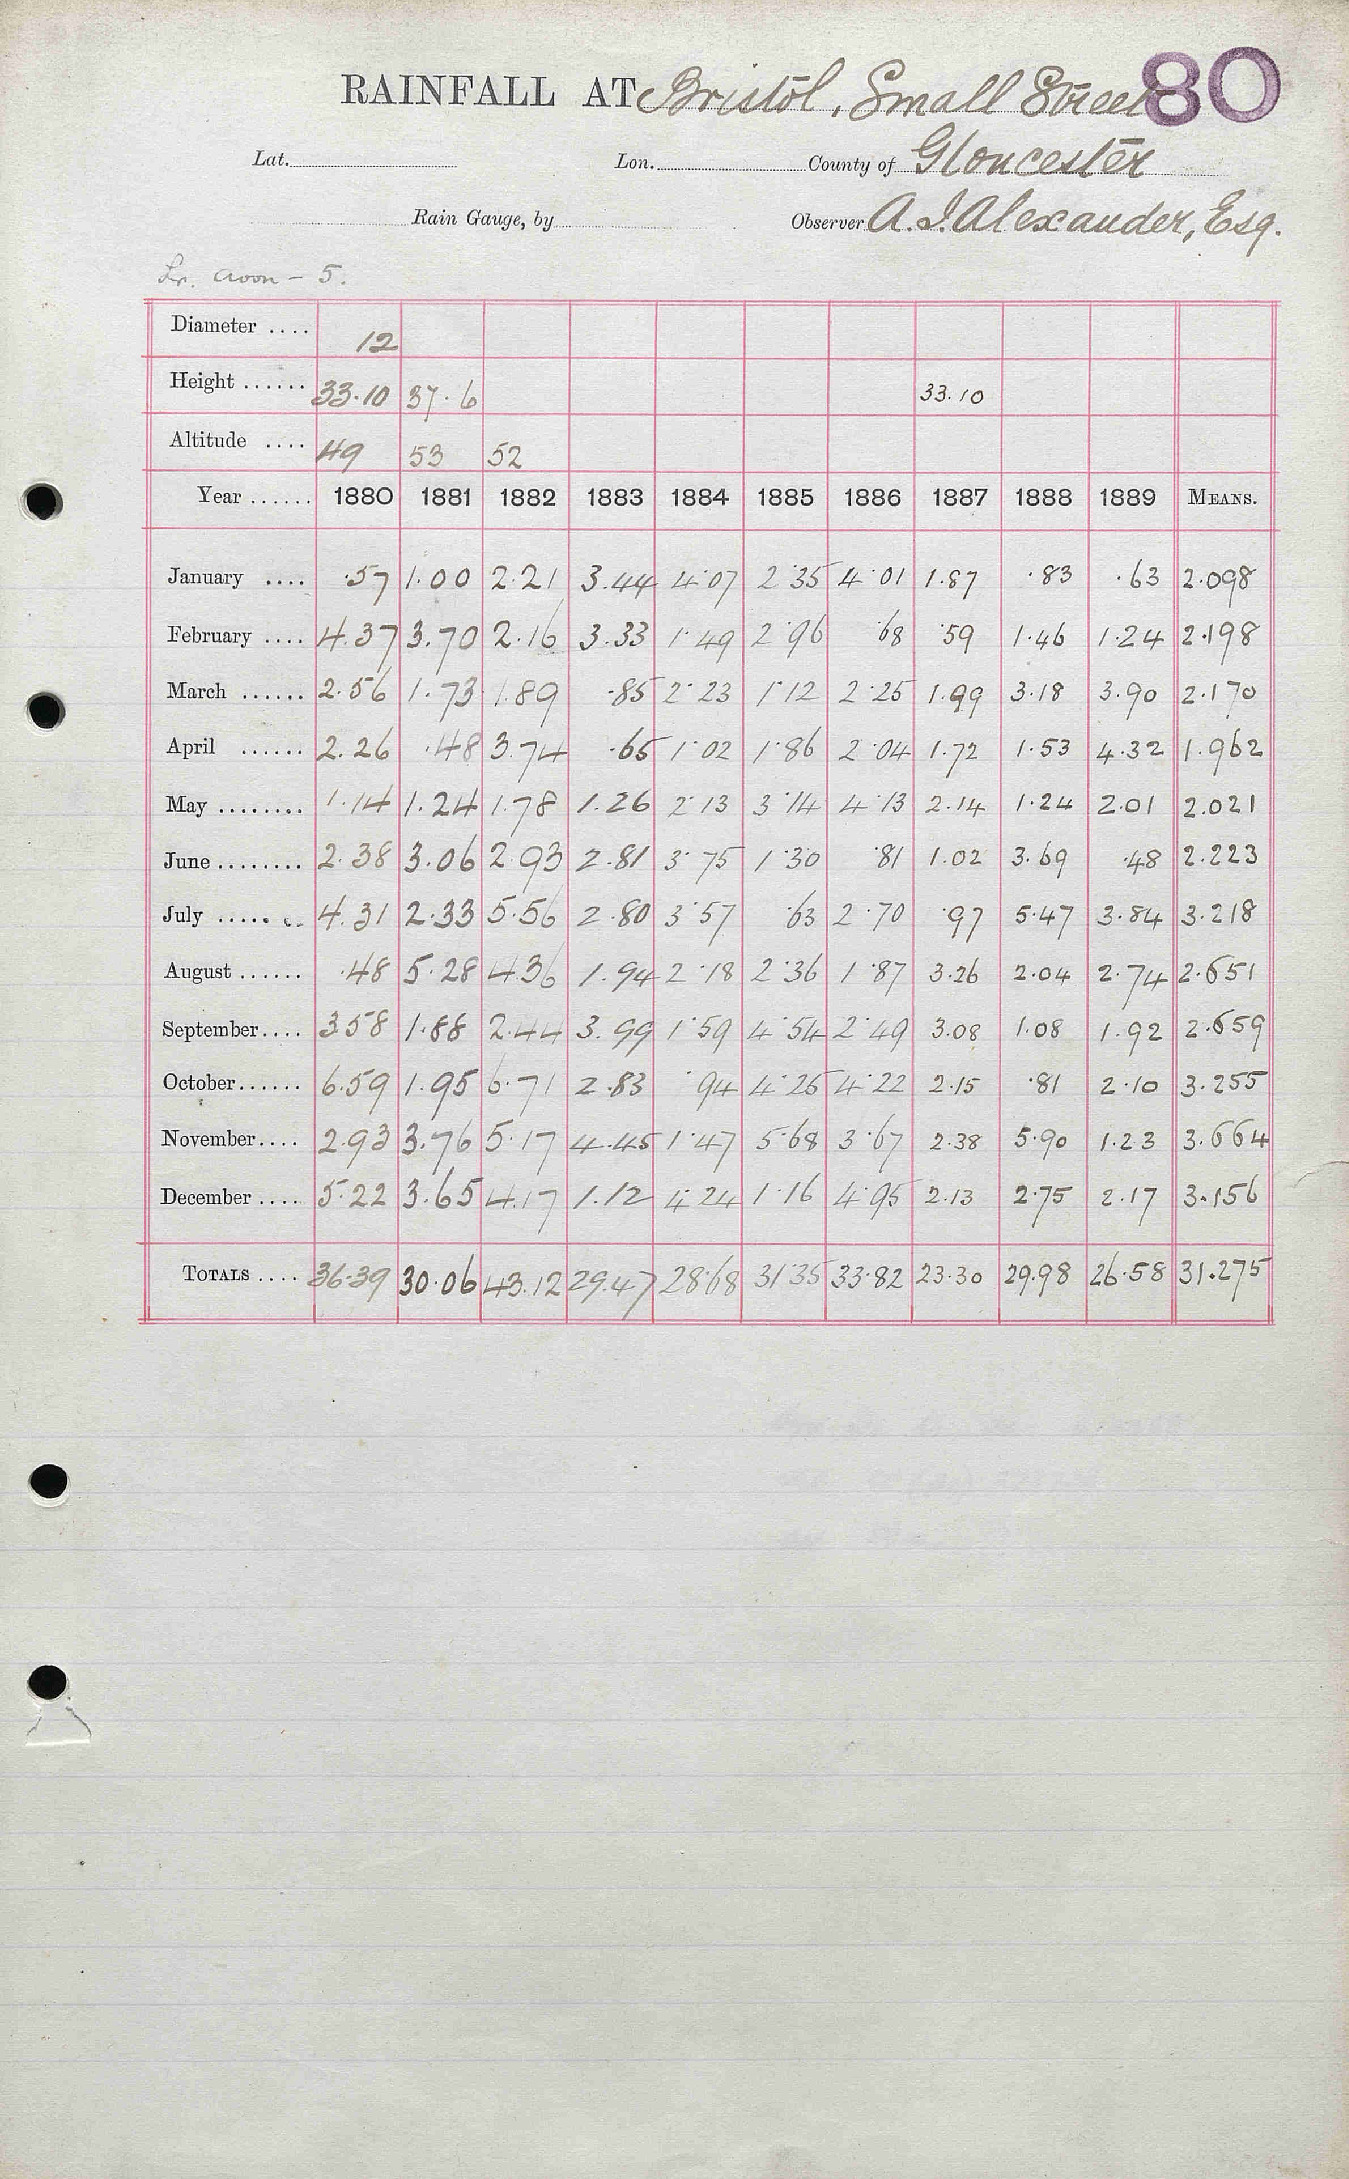 RAINFALL AT Bristol, Small Street 80
Lat. Lon. County of Gloucester
Rain Gauge, by Observer A. J. Alexander, Esq.
Lr. Avon – 5.
Diameter .... 12
Height ...... 33.10 37.6 33.10
Altitude .... 49 53 52
Year ...... 1880 1881 1882 1883 1884 1885 1886 1887 1888 1889 MEANS.
January .... .57 1.00 2.21 3.44 4.07 2.35 4.01 1.87 .83 .63 2.098
February .... 4.37 3.70 2.16 3.33 1.49 2.96 .68 .59 1.46 1.24 2.198
March ...... 2.56 1.73 1.89 .85 2.23 1.12 2.25 1.99 3.18 3.90 2.170
April ...... 2.26 .48 3.74 .65 1.02 1.86 2.04 1.72 1.53 4.32 1.962
May ........ 1.14 1.24 1.78 1.26 2.13 3.14 4.13 2.14 1.24 2.01 2.021
June ........ 2.38 3.06 2.93 2.81 3.75 1.30 .81 1.02 3.69 .48 2.223
July ........ 4.31 2.33 5.56 2.80 3.57 .63 2.70 .97 5.47 3.84 3.218
August ...... .48 5.28 4.36 1.94 2.18 2.36 1.87 3.26 2.04 2.74 2.651
September.... 3.58 1.88 2.44 3.99 1.59 4.54 2.49 3.08 1.08 1.92 2.659
October...... 6.59 1.95 6.71 2.83 .94 4.25 4.22 2.15 .81 2.10 3.255
November.... 2.93 3.76 5.17 4.45 1.47 5.68 3.67 2.38 5.90 1.23 3.664
December .... 5.22 3.65 4.17 1.12 4.24 1.16 4.95 2.13 2.75 2.17 3.156
TOTALS .... 36.39 30.06 43.12 29.47 28.68 31.35 33.82 23.30 29.98 26.58 31.275